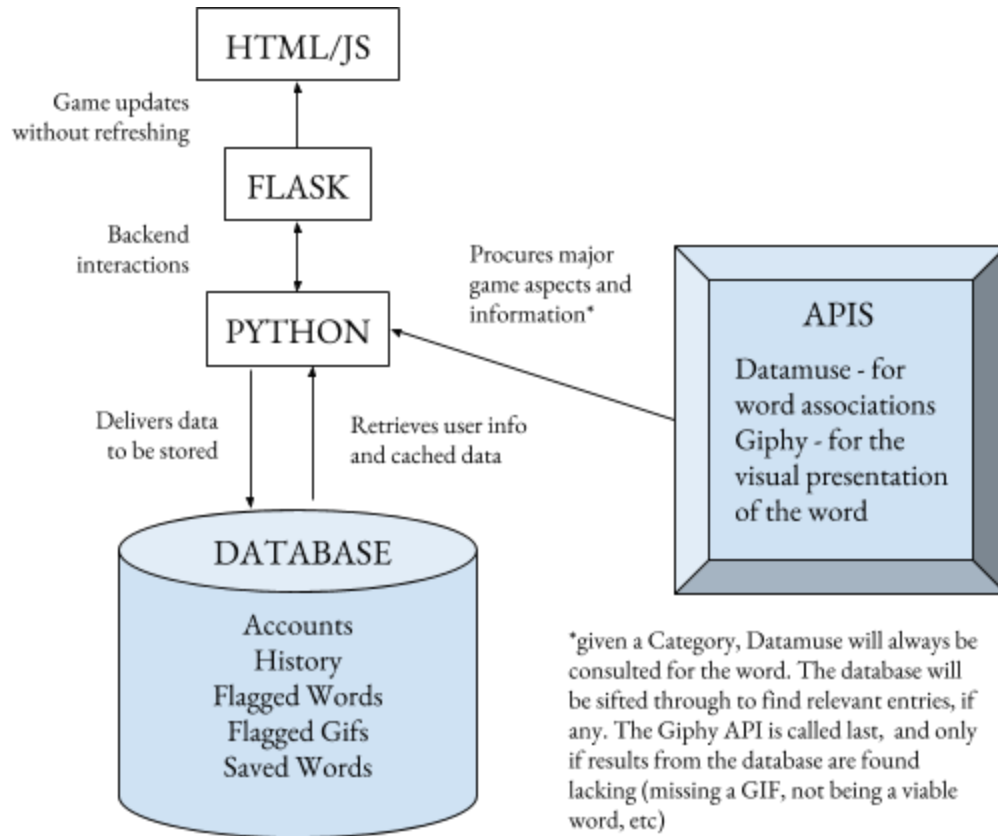 HTML/JS
Game updates
without refreshing
FLASK
Backend
interactions
PYTHON
Procures major
game aspects and
information*
APIS
Datamuse - for
word associations
Giphy - for the
visual presentation
of the word
Delivers data
to be stored
Retrieves user info
and cached data
DATABASE
Accounts
History
Flagged Words
Flagged Gifs
Saved Words
*given a Category, Datamuse will always be
consulted for the word. The database will
be sifted through to find relevant entries, if
any. The Giphy API is called last, and only
if results from the database are found
lacking (missing a GIF, not being a viable
word, etc)